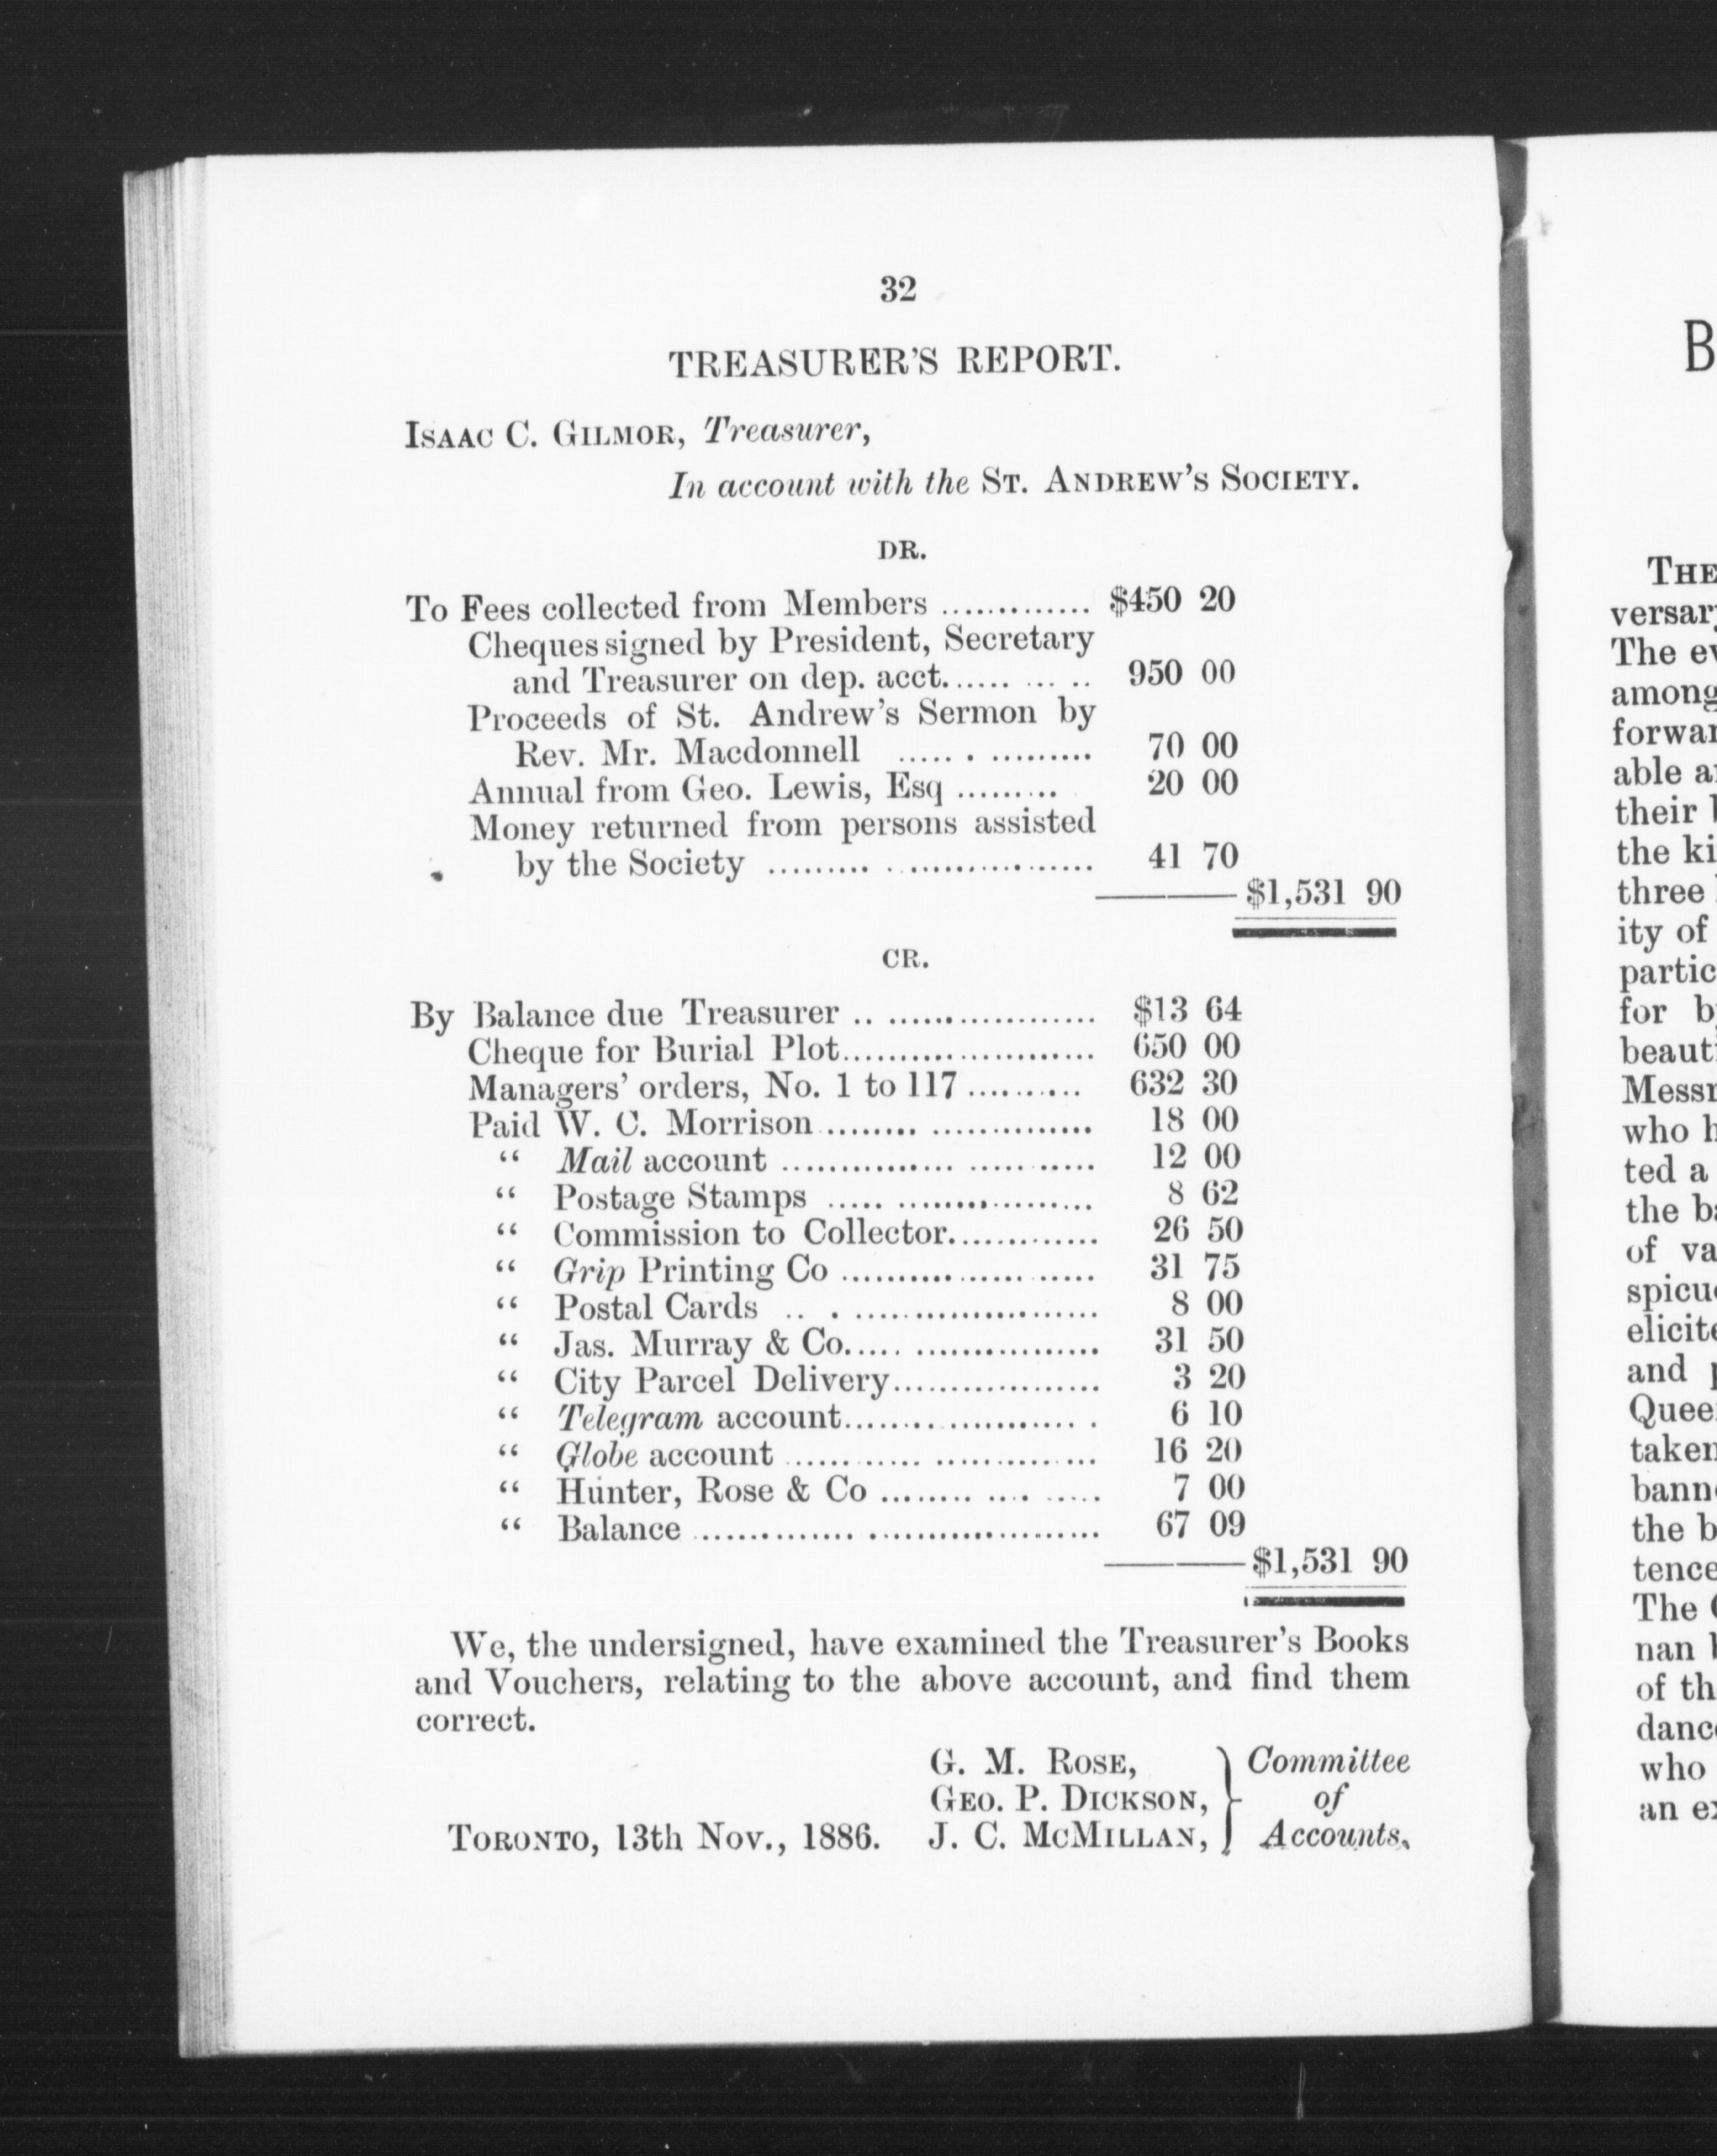 32
TREASURER'S REPORT.
ISAAC C. GILMOR, Treasurer,
In account with the ST. ANDREW'S SOCIETY.
DR.
To Fees collected from Members ............. $450 20
Cheques signed by President, Secretary
and Treasurer on dep. acct. ...... ... .. 950 00
Proceeds of St. Andrew's Sermon by
Rev. Mr. Macdonnell ..... . ......... 70 00
Annual from Geo. Lewis, Esq ......... 20 00
Money returned from persons assisted
by the Society ......... . ................. 41 70
$1,531 90
CR.
By Balance due Treasurer .. ................... $13 64
Cheque for Burial Plot....................... 650 00
Managers' orders, No. 1 to 117 .......... 632 30
Paid W. C. Morrison ........ .............. 18 00
“ Mail account ............... ........... 12 00
“ Postage Stamps ..... ................. 8 62
“ Commission to Collector............. 26 50
“ Grip Printing Co ....................... 31 75
“ Postal Cards .. . ...................... 8 00
“ Jas. Murray & Co..... ................ 31 50
“ City Parcel Delivery................... 3 20
“ Telegram account..................... . 6 10
“ Globe account ............ ............ 16 20
“ Hunter, Rose & Co ........ .... ..... 7 00
“ Balance .............. ..................... 67 09
$1,531 90
We, the undersigned, have examined the Treasurer's Books
and Vouchers, relating to the above account, and find them
correct.
G. M. ROSE, } Committee
GEO. P. DICKSON, } of
TORONTO, 13th Nov., 1886. J. C. MCMILLAN, } Accounts.
B
THE
versary
The ev
among
forwar
able a
their
the ki
three
ity of
partic
for b
beauti
Messr
who h
ted a
the ba
of va
spicu
elicite
and p
Quee
taken
bann
the b
tence
The
nan
of th
danc
who
an e